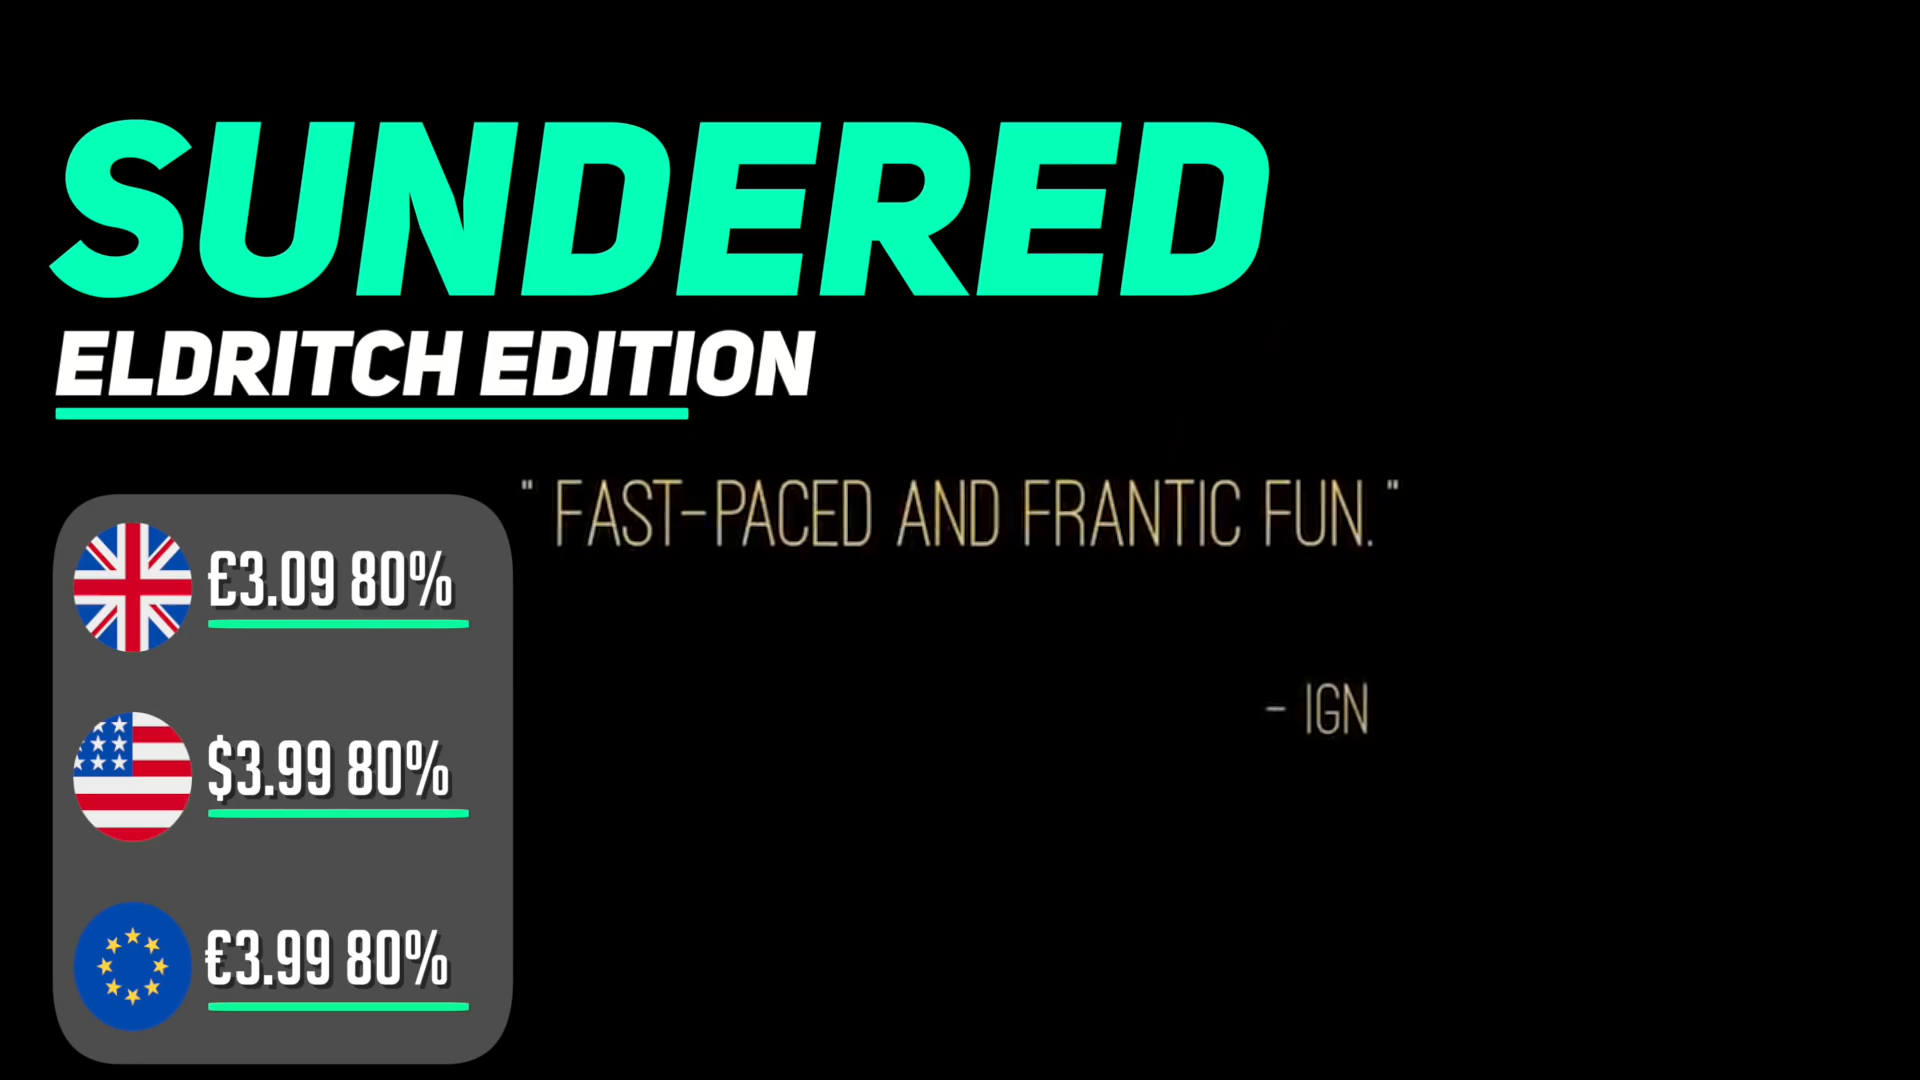 SUNDERED
ELDRITCH EDITION
" FAST-PACED AND FRANTIC FUN. "
- IGN
£3.09 80%
$3.99 80%
€3.99 80%